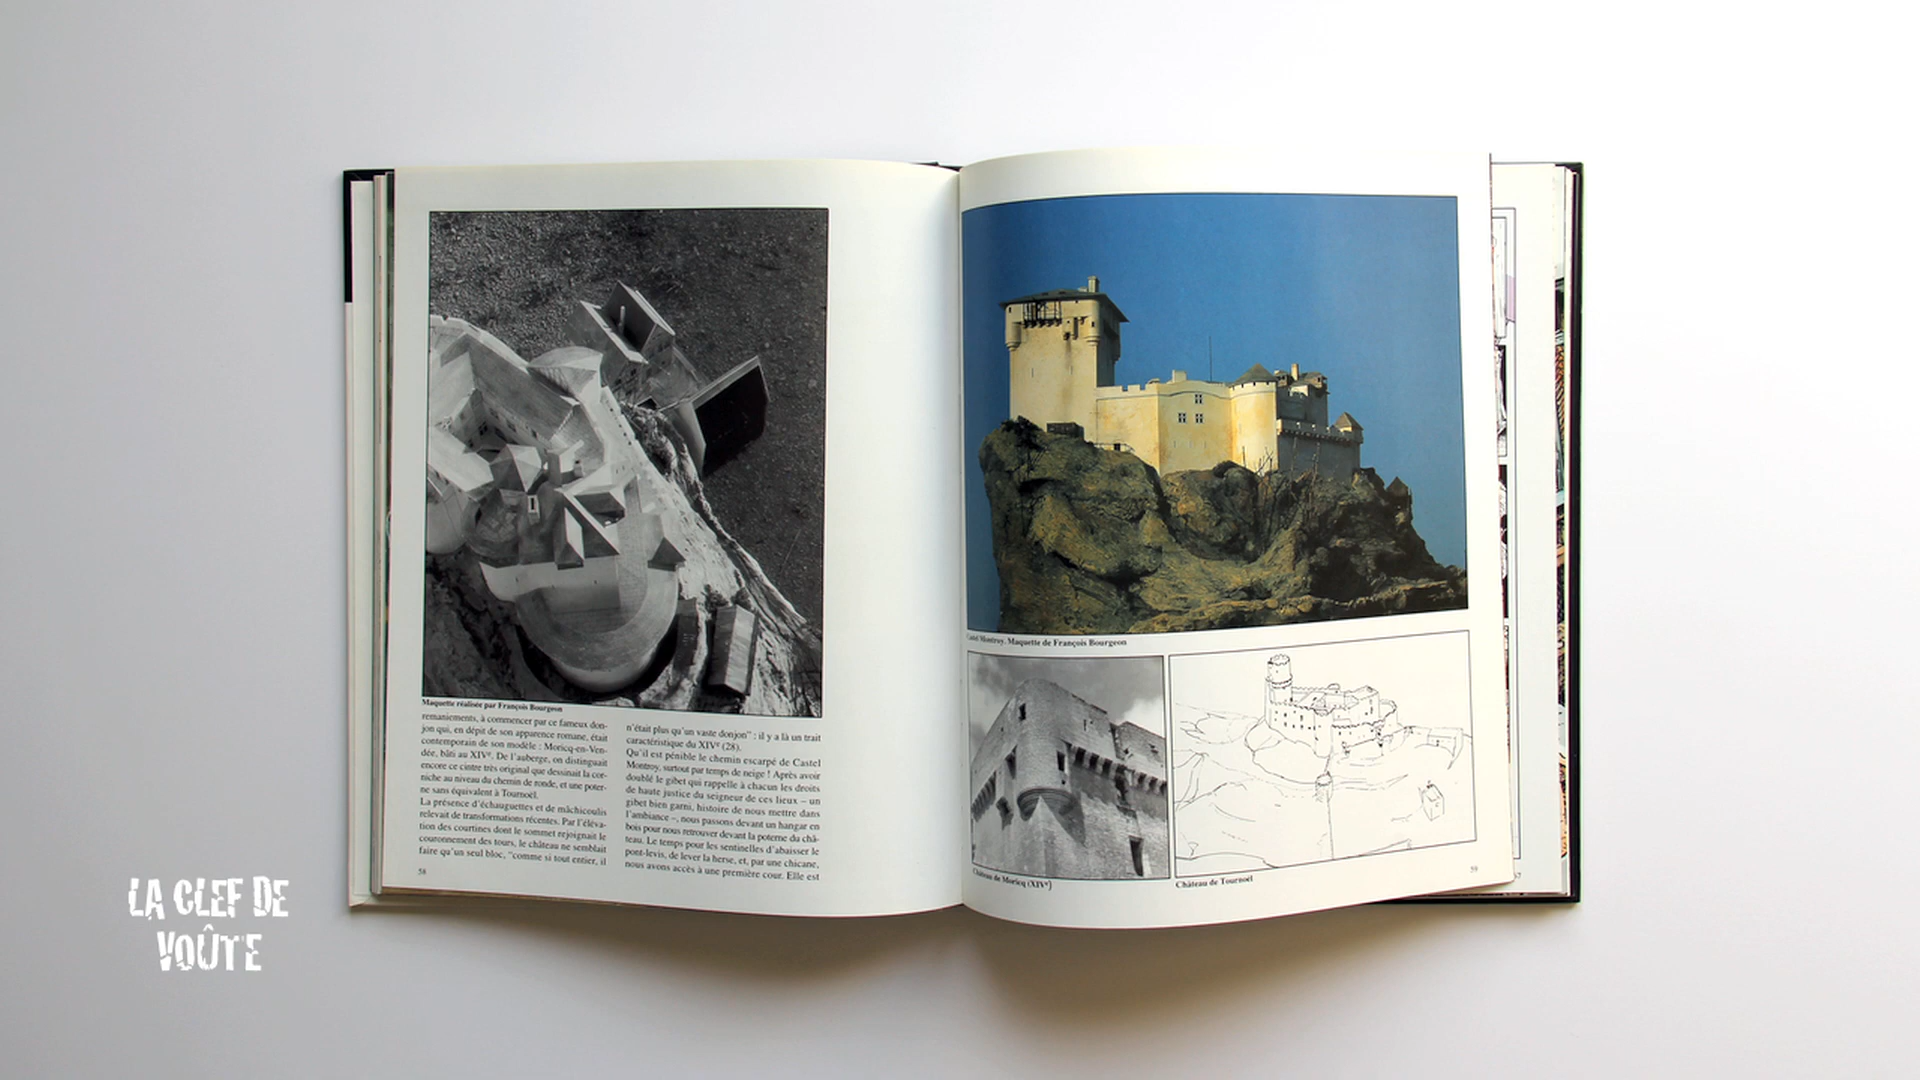 Maquette réalisée par François Bourgeon
remaniements, à commencer par ce fameux don-
jon qui, en dépit de son apparence romane, était
contemporain de son modèle : Moricq-en-Ven-
dée, bâti au XIVe. De l'auberge, on distinguait
encore ce cintre très original que dessinait la cor-
niche au niveau du chemin de ronde, et une poter-
ne sans équivalent à Tournoël.
La présence d'échauguettes et de mâchicoulis
relevait de transformations récentes. Par l'éléva-
tion des courtines dont le sommet rejoignait le
couronnement des tours, le château ne semblait
faire qu'un seul bloc, "comme si tout entier, il
n'était plus qu'un vaste donjon" : il y a là un trait
caractéristique du XIVe (28).
Qu'il est pénible le chemin escarpé de Castel
Montroy, surtout par temps de neige ! Après avoir
doublé le gibet qui rappelle à chacun les droits
de haute justice du seigneur de ces lieux – un
gibet bien garni, histoire de nous mettre dans
l'ambiance –, nous passons devant un hangar en
bois pour nous retrouver devant la poterne du châ-
teau. Le temps pour les sentinelles d'abaisser le
pont-levis, de lever la herse, et, par une chicane,
nous avons accès à une première cour. Elle est
58
Castel Montroy. Maquette de François Bourgeon
Château de Moricq (XIVe)
Château de Tournoël
59
LA CLEF DE
VOÛTE